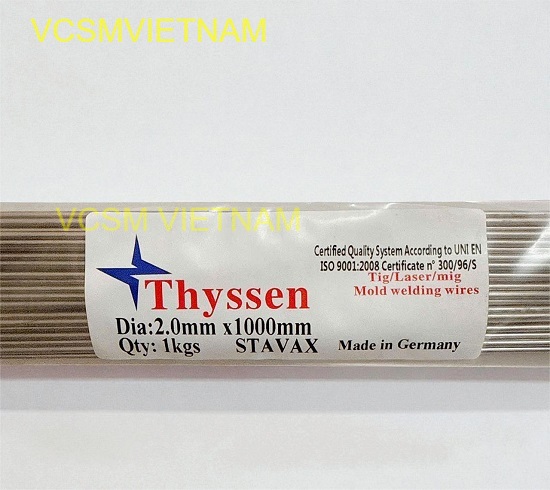 VCSMVIETNAM
VCSM VIETNAM
Certified Quality System According to UNI EN
ISO 9001:2008 Certificate n° 300/96/S
Tig/Laser/mig
Mold welding wires
Thyssen
Dia:2.0mm x1000mm
Qty: 1kgs STAVAX Made in Germany